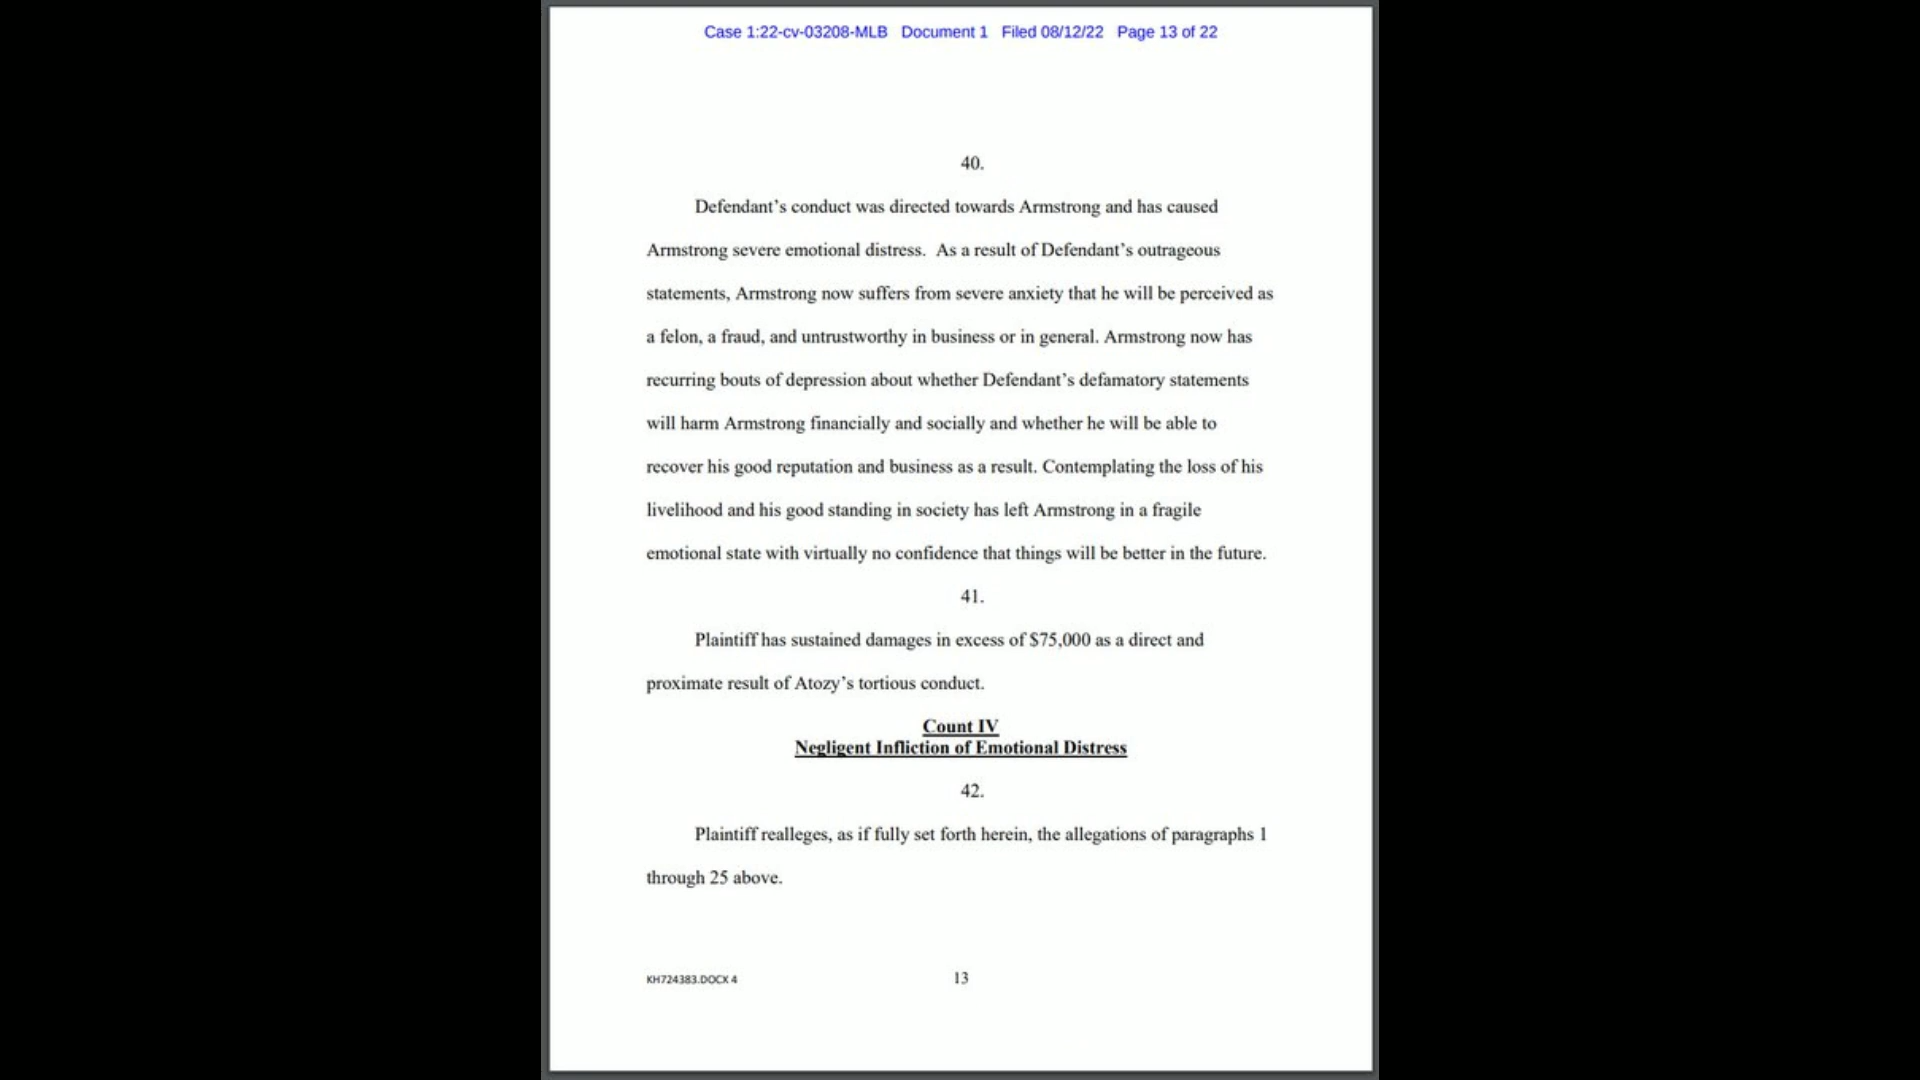 Case 1:22-cv-03208-MLB Document 1 Filed 08/12/22 Page 13 of 22
40.
Defendant’s conduct was directed towards Armstrong and has caused
Armstrong severe emotional distress. As a result of Defendant’s outrageous
statements, Armstrong now suffers from severe anxiety that he will be perceived as
a felon, a fraud, and untrustworthy in business or in general. Armstrong now has
recurring bouts of depression about whether Defendant’s defamatory statements
will harm Armstrong financially and socially and whether he will be able to
recover his good reputation and business as a result. Contemplating the loss of his
livelihood and his good standing in society has left Armstrong in a fragile
emotional state with virtually no confidence that things will be better in the future.
41.
Plaintiff has sustained damages in excess of $75,000 as a direct and
proximate result of Atozy’s tortious conduct.
Count IV
Negligent Infliction of Emotional Distress
42.
Plaintiff realleges, as if fully set forth herein, the allegations of paragraphs 1
through 25 above.
KH724383.DOCX 4 13